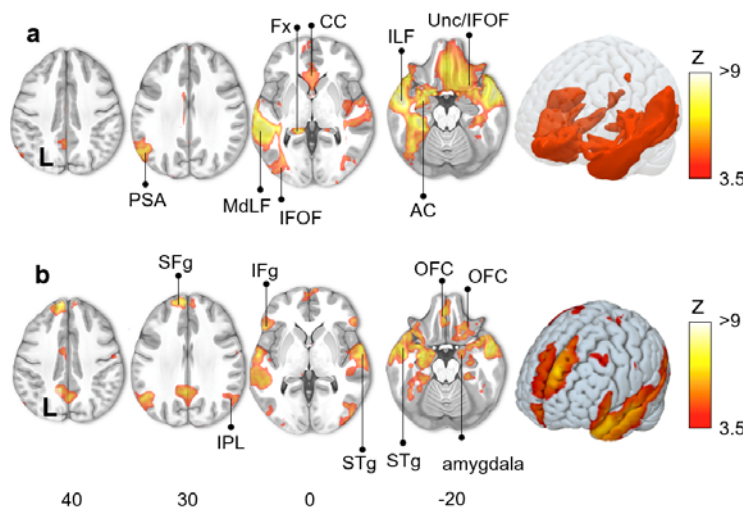 a
Fx
CC
ILF
Unc/IFOF
Z
>9
3.5
L
PSA
MdLF
IFOF
AC
b
SFg
IFg
OFC
OFC
Z
>9
3.5
L
IPL
STg
STg
amygdala
40
30
0
-20